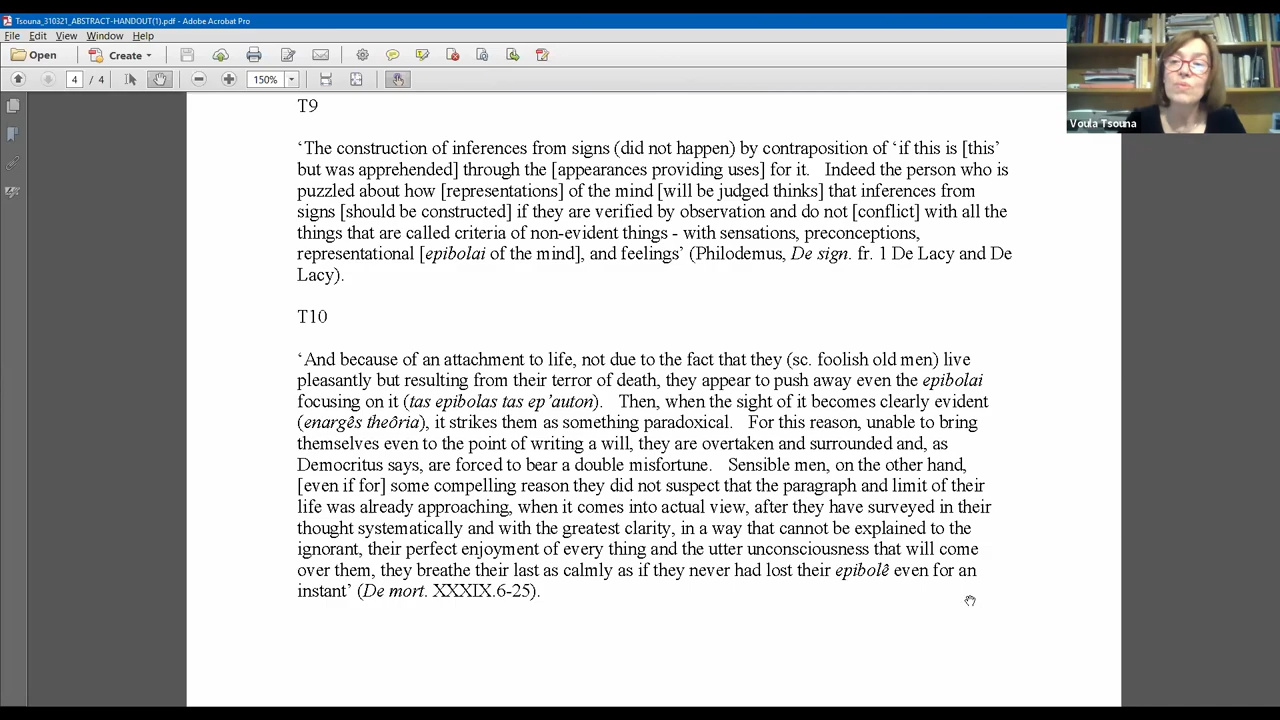 Tsouna_310321_ABSTRACT-HANDOUT(1).pdf - Adobe Acrobat Pro
File Edit View Window Help
Open Create
4 / 4 150%
Voula Tsouna
T9
‘The construction of inferences from signs (did not happen) by contraposition of ‘if this is [this’
but was apprehended] through the [appearances providing uses] for it. Indeed the person who is
puzzled about how [representations] of the mind [will be judged thinks] that inferences from
signs [should be constructed] if they are verified by observation and do not [conflict] with all the
things that are called criteria of non-evident things - with sensations, preconceptions,
representational [epibolai of the mind], and feelings’ (Philodemus, De sign. fr. 1 De Lacy and De
Lacy).
T10
‘And because of an attachment to life, not due to the fact that they (sc. foolish old men) live
pleasantly but resulting from their terror of death, they appear to push away even the epibolai
focusing on it (tas epibolas tas ep’auton). Then, when the sight of it becomes clearly evident
(enargês theôria), it strikes them as something paradoxical. For this reason, unable to bring
themselves even to the point of writing a will, they are overtaken and surrounded and, as
Democritus says, are forced to bear a double misfortune. Sensible men, on the other hand,
[even if for] some compelling reason they did not suspect that the paragraph and limit of their
life was already approaching, when it comes into actual view, after they have surveyed in their
thought systematically and with the greatest clarity, in a way that cannot be explained to the
ignorant, their perfect enjoyment of every thing and the utter unconsciousness that will come
over them, they breathe their last as calmly as if they never had lost their epibolê even for an
instant’ (De mort. XXXIX.6-25).